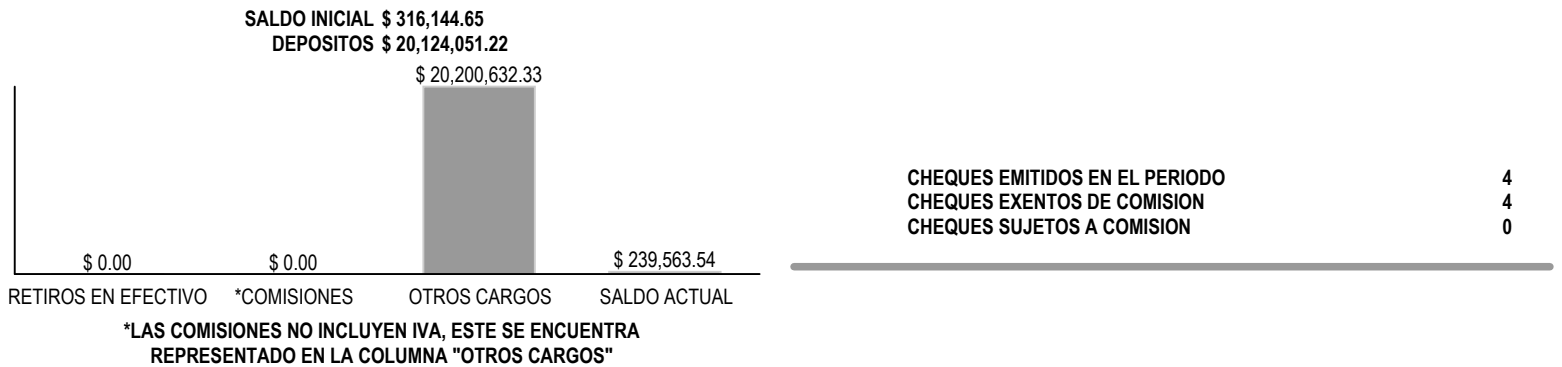 SALDO INICIAL $ 316,144.65
DEPOSITOS $ 20,124,051.22
$ 20,200,632.33
$ 0.00 $ 0.00 $ 239,563.54
RETIROS EN EFECTIVO *COMISIONES OTROS CARGOS SALDO ACTUAL
*LAS COMISIONES NO INCLUYEN IVA, ESTE SE ENCUENTRA
REPRESENTADO EN LA COLUMNA "OTROS CARGOS"
CHEQUES EMITIDOS EN EL PERIODO 4
CHEQUES EXENTOS DE COMISION 4
CHEQUES SUJETOS A COMISION 0